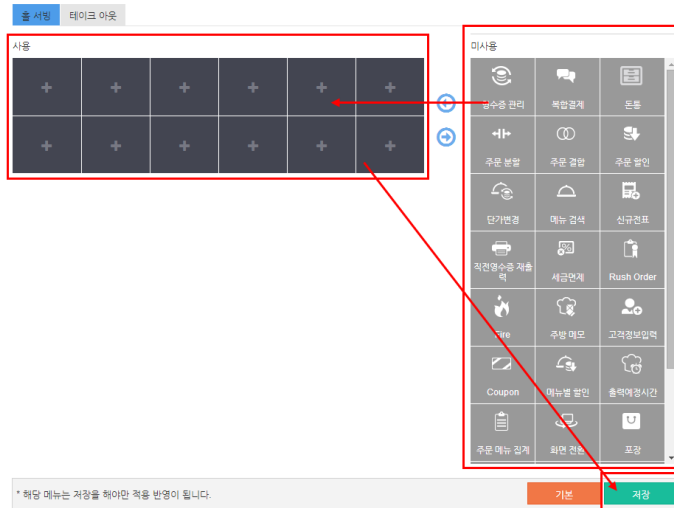 홀 서빙 테이크 아웃
사용
미사용
영수증 관리 복합결제 돈통
주문 분할 주문 결합 주문 할인
단가변경 메뉴 검색 신규전표
직전영수증 재출
력 세금면제 Rush Order
Fire 주방 메모 고객정보입력
Coupon 메뉴별 할인 출력예정시간
주문 메뉴 집계 화면 전환 포장
* 해당 메뉴는 저장을 해야만 적용 반영이 됩니다.
기본 저장